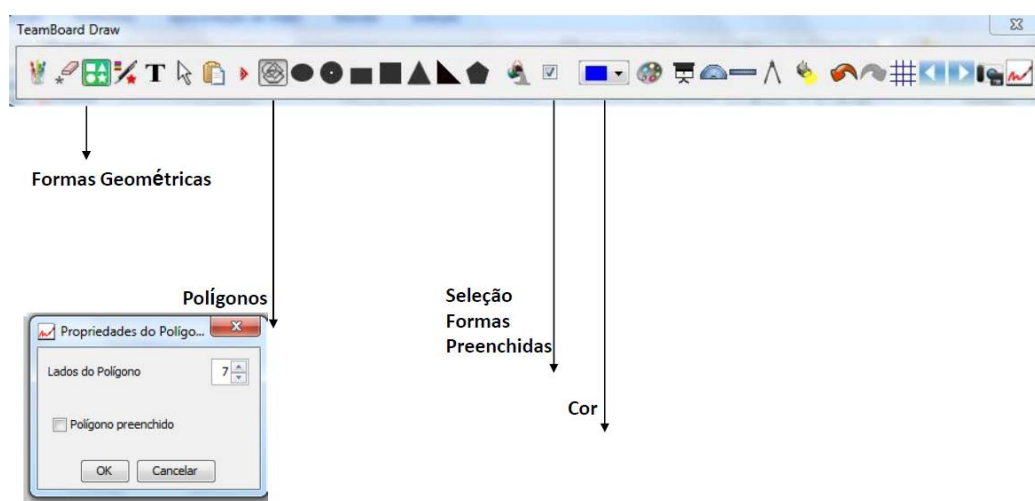 TeamBoard Draw
T
Formas Geométricas
Polígonos
Propriedades do Polígo...
Lados do Polígono
7
Polígono preenchido
OK
Cancelar
Seleção
Formas
Preenchidas
Cor